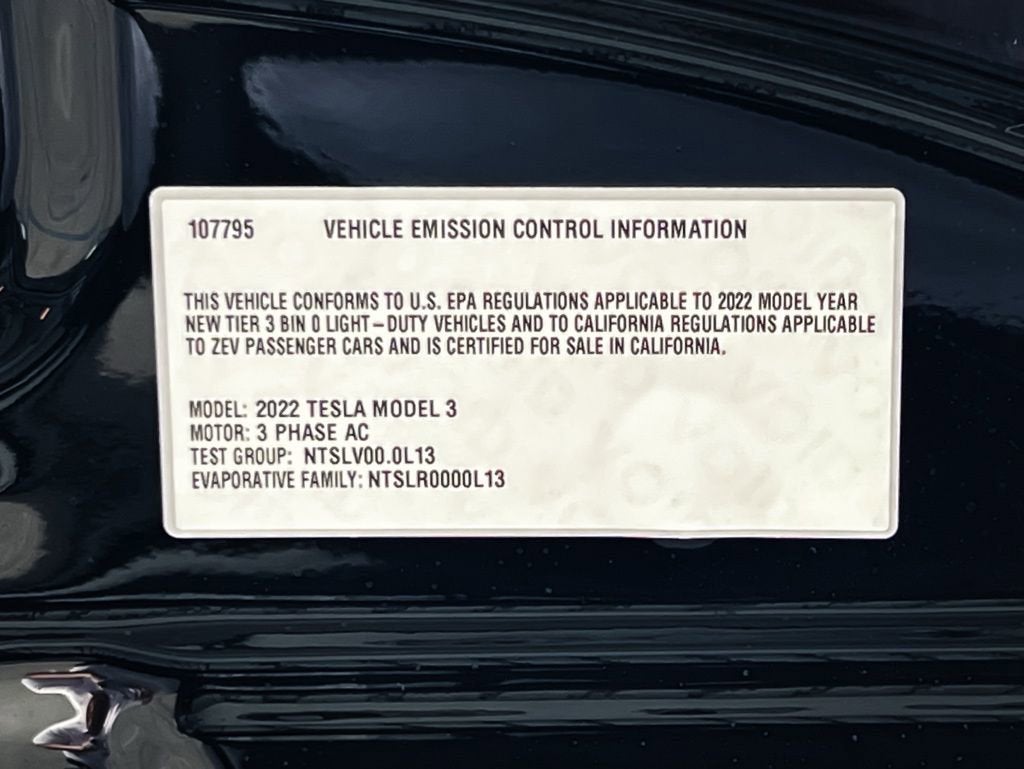 107795 VEHICLE EMISSION CONTROL INFORMATION
THIS VEHICLE CONFORMS TO U.S. EPA REGULATIONS APPLICABLE TO 2022 MODEL YEAR
NEW TIER 3 BIN 0 LIGHT-DUTY VEHICLES AND TO CALIFORNIA REGULATIONS APPLICABLE
TO ZEV PASSENGER CARS AND IS CERTIFIED FOR SALE IN CALIFORNIA.
MODEL: 2022 TESLA MODEL 3
MOTOR: 3 PHASE AC
TEST GROUP: NTSLV00.0L13
EVAPORATIVE FAMILY: NTSLR0000L13